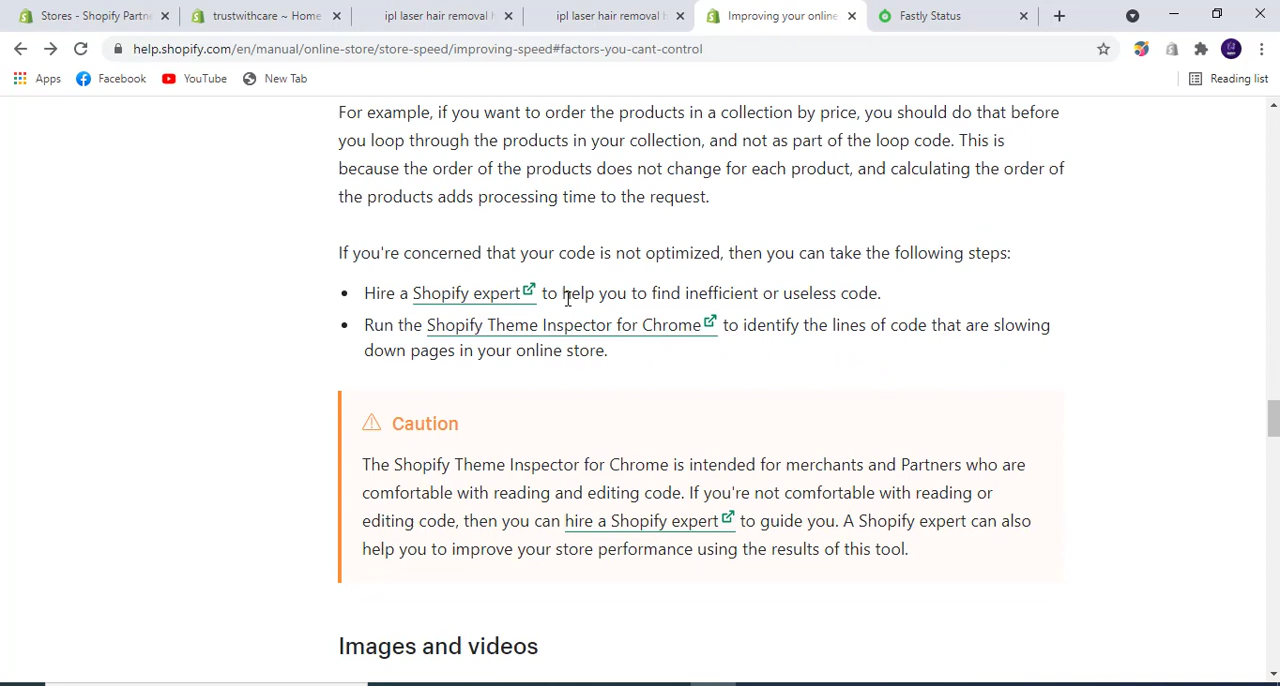 Stores - Shopify Partn
trustwithcare ~ Home
ipl laser hair removal h
ipl laser hair removal
Improving your online
Fastly Status
help.shopify.com/en/manual/online-store/store-speed/improving-speed#factors-you-cant-control
Apps
Facebook
YouTube
New Tab
Reading list
For example, if you want to order the products in a collection by price, you should do that before
you loop through the products in your collection, and not as part of the loop code. This is
because the order of the products does not change for each product, and calculating the order of
the products adds processing time to the request.
If you're concerned that your code is not optimized, then you can take the following steps:
• Hire a Shopify expert to help you to find inefficient or useless code.
• Run the Shopify Theme Inspector for Chrome to identify the lines of code that are slowing
down pages in your online store.
Caution
The Shopify Theme Inspector for Chrome is intended for merchants and Partners who are
comfortable with reading and editing code. If you're not comfortable with reading or
editing code, then you can hire a Shopify expert to guide you. A Shopify expert can also
help you to improve your store performance using the results of this tool.
Images and videos